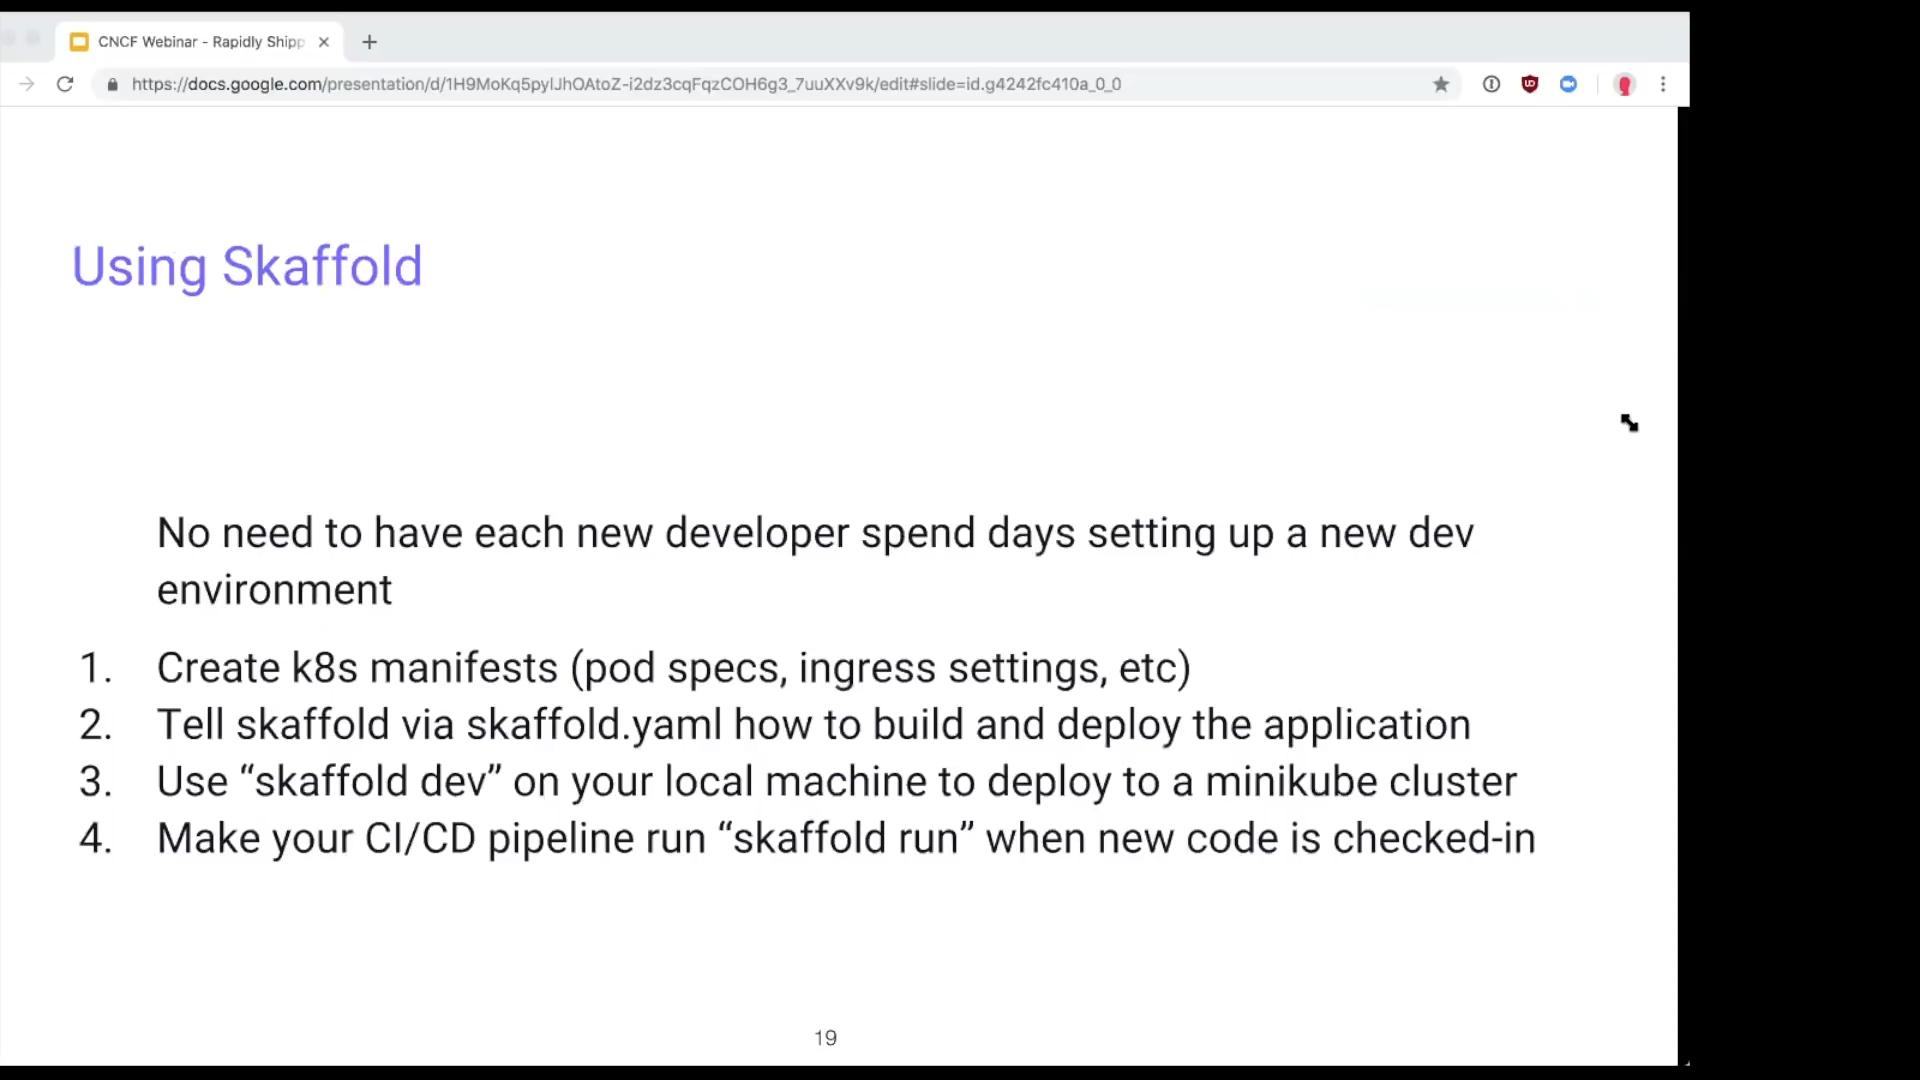 CNCF Webinar - Rapidly Shipp
https://docs.google.com/presentation/d/1H9MoKq5pylJhOAtoZ-i2dz3cqFqzCOH6g3_7uuXXv9k/edit#slide=id.g4242fc410a_0_0
Using Skaffold
No need to have each new developer spend days setting up a new dev
environment
1. Create k8s manifests (pod specs, ingress settings, etc)
2. Tell skaffold via skaffold.yaml how to build and deploy the application
3. Use “skaffold dev” on your local machine to deploy to a minikube cluster
4. Make your CI/CD pipeline run “skaffold run” when new code is checked-in
19